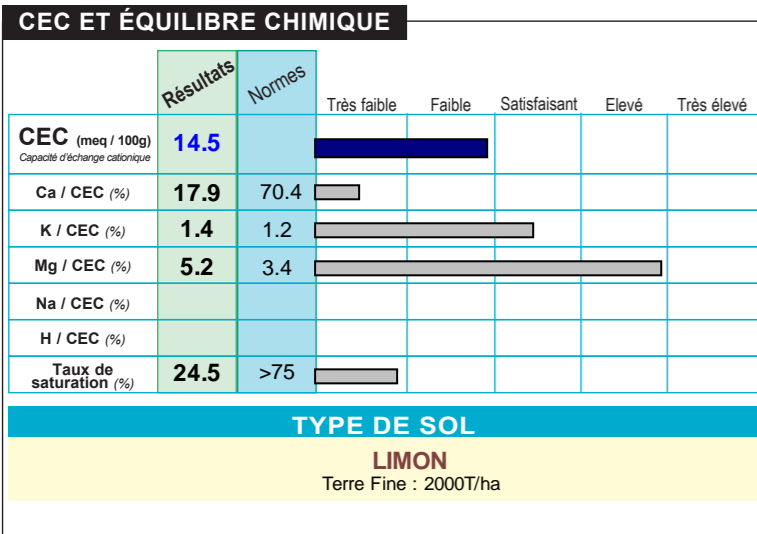 CEC ET ÉQUILIBRE CHIMIQUE
Résultats Normes Très faible Faible Satisfaisant Elevé Très élevé
CEC (meq / 100g) 14.5
Capacité d'échange cationique
Ca / CEC (%) 17.9 70.4
K / CEC (%) 1.4 1.2
Mg / CEC (%) 5.2 3.4
Na / CEC (%)
H / CEC (%)
Taux de
saturation (%) 24.5 >75
TYPE DE SOL
LIMON
Terre Fine : 2000T/ha